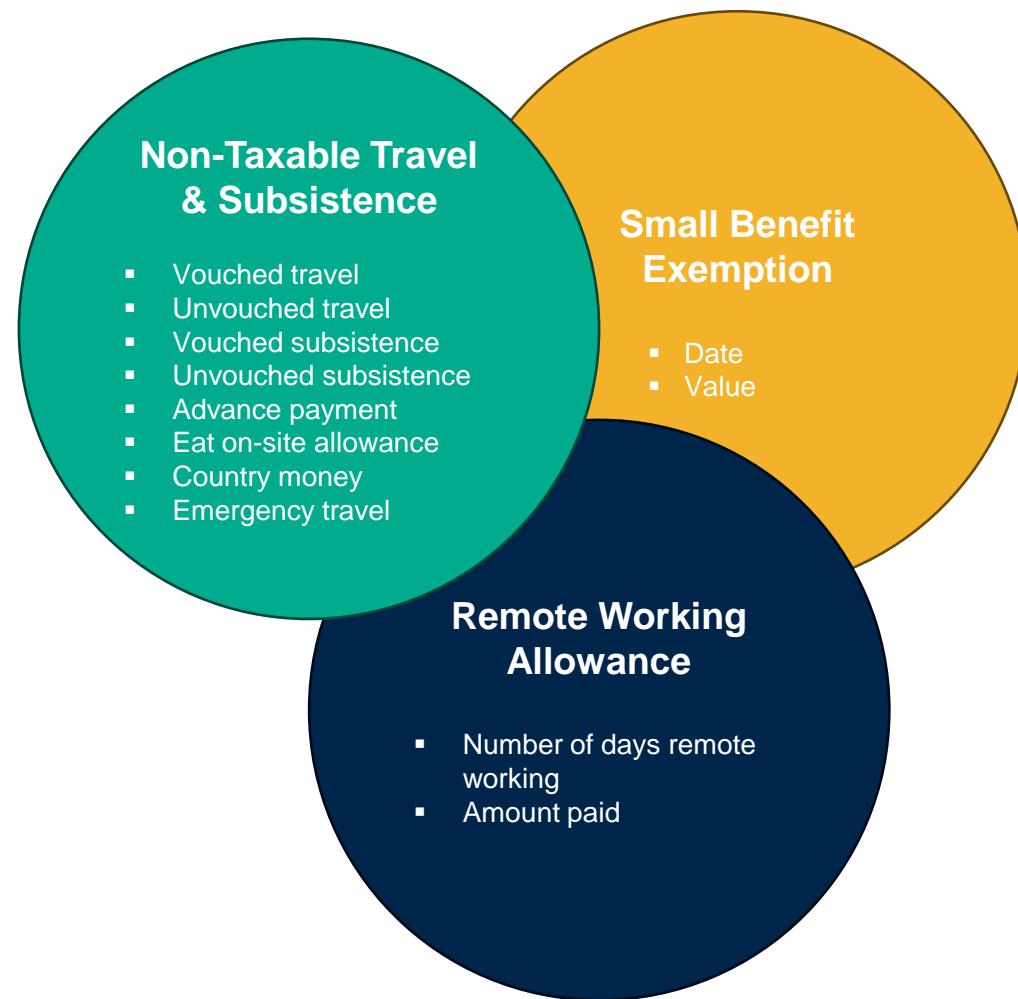 Non-Taxable Travel
& Subsistence
▪ Vouched travel
▪ Unvouched travel
▪ Vouched subsistence
▪ Unvouched subsistence
▪ Advance payment
▪ Eat on-site allowance
▪ Country money
▪ Emergency travel
Small Benefit
Exemption
▪ Date
▪ Value
Remote Working
Allowance
▪ Number of days remote
working
▪ Amount paid